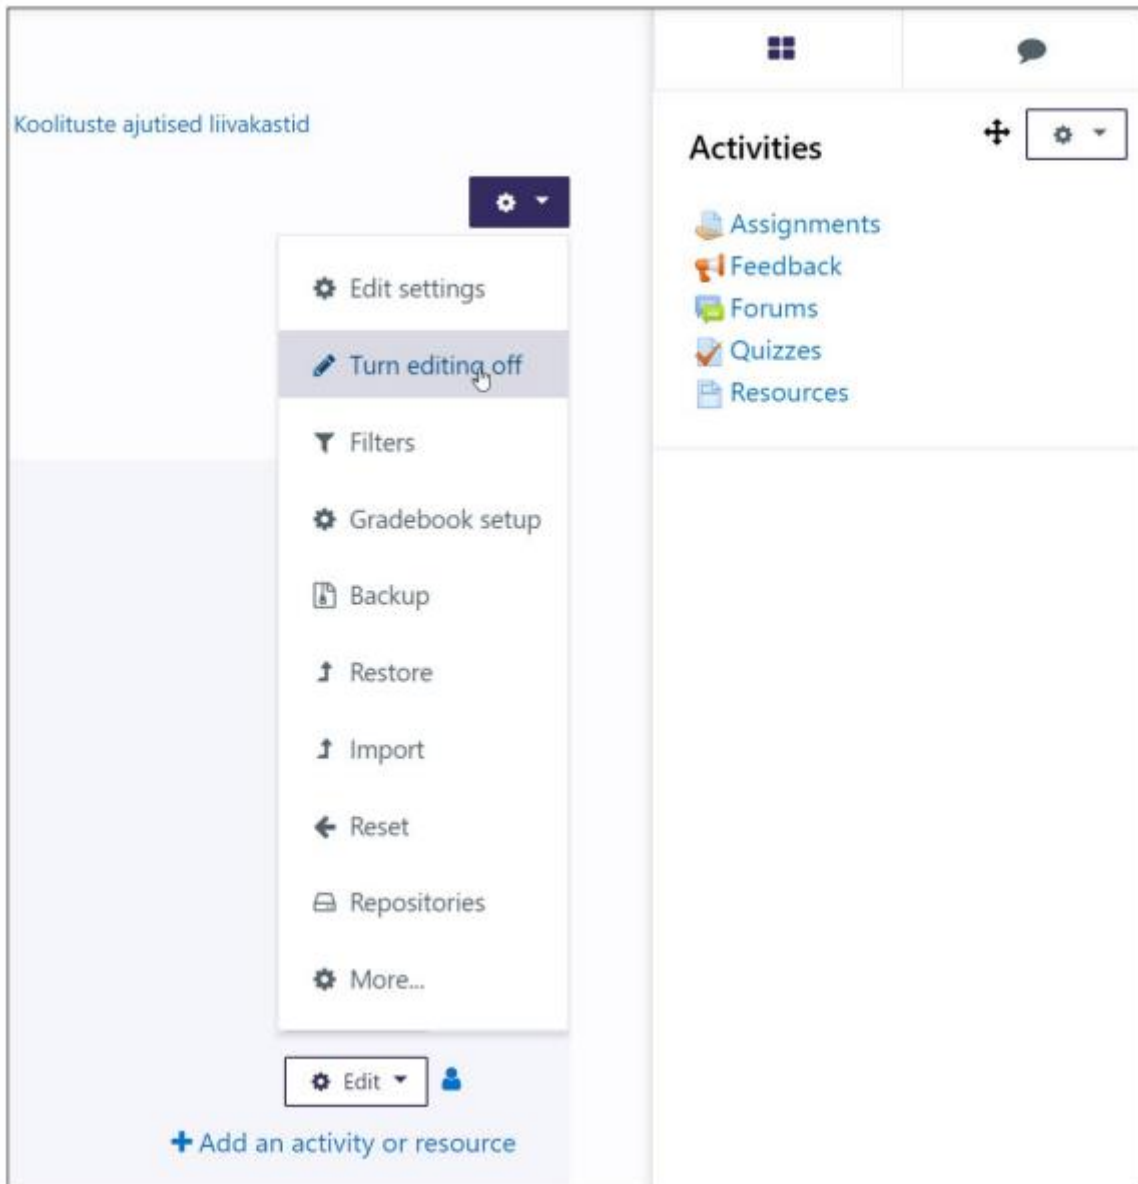 Koolituste ajutised liivakastid
Edit settings
Turn editing off
Filters
Gradebook setup
Backup
Restore
Import
Reset
Repositories
More...
Edit
Add an activity or resource
Activities
Assignments
Feedback
Forums
Quizzes
Resources